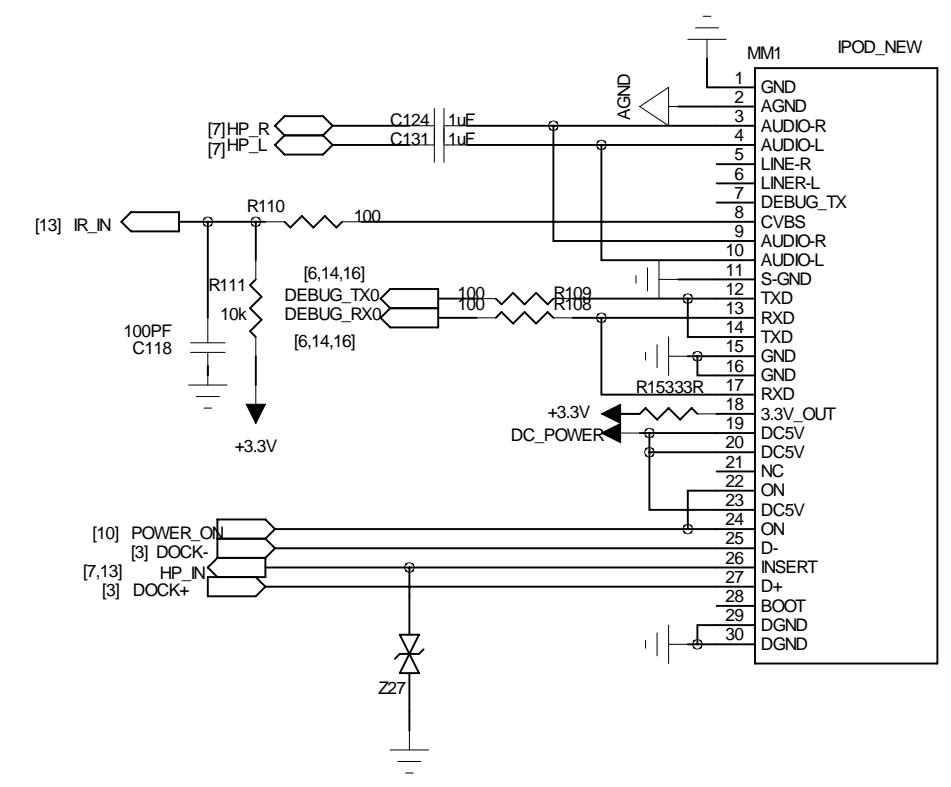 MM1 IPOD_NEW
AGND
1 GND
2 AGND
[7] HP_R C124 1uF 3 AUDIO-R
[7] HP_L C131 1uF 4 AUDIO-L
5 LINE-R
6 LINER-L
7 DEBUG_TX
[13] IR_IN R110 100 8 CVBS
9 AUDIO-R
10 AUDIO-L
[6,14,16] 11 S-GND
R111 DEBUG_TX0 100 R109 12 TXD
10k DEBUG_RX0 100 R108 13 RXD
100PF [6,14,16] 14 TXD
C118 15 GND
16 GND
R15333R 17 RXD
+3.3V 18 3.3V_OUT
DC_POWER 19 DC5V
+3.3V 20 DC5V
21 NC
22 ON
23 DC5V
[10] POWER_ON 24 ON
[3] DOCK- 25 D-
[7,13] HP_IN 26 INSERT
[3] DOCK+ 27 D+
28 BOOT
29 DGND
30 DGND
Z27